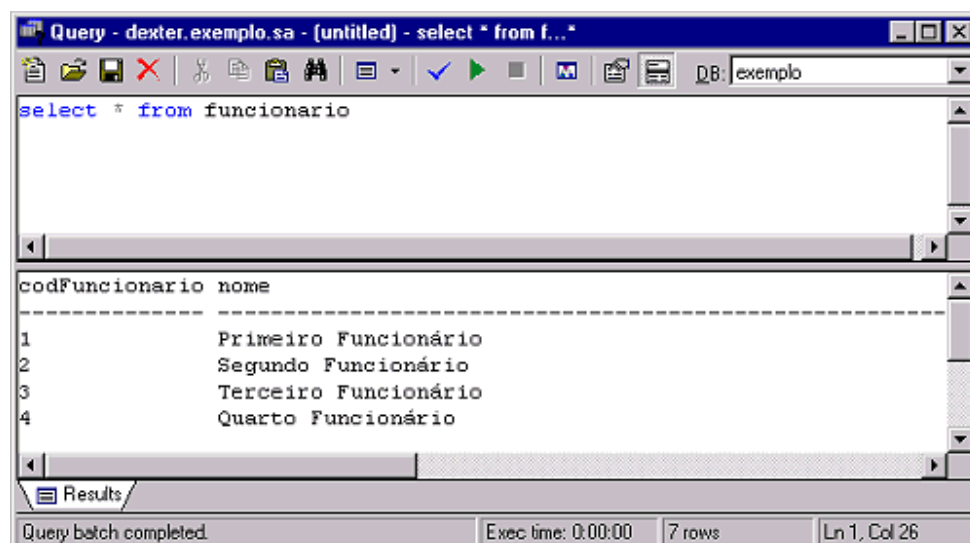 Query - dexter.exemplo.sa - (untitled) - select * from f...*
DB: exemplo
select * from funcionario
codFuncionario nome
-------------- --------------------------------------------------------
1 Primeiro Funcionário
2 Segundo Funcionário
3 Terceiro Funcionário
4 Quarto Funcionário
Results
Query batch completed. Exec time: 0:00:00 7 rows Ln 1, Col 26